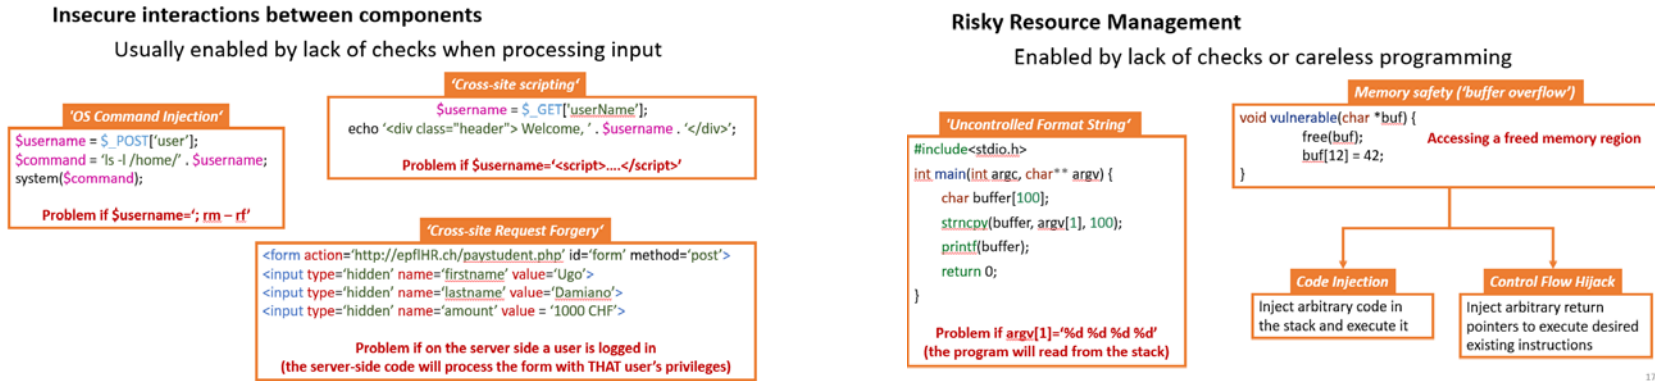 Insecure interactions between components
Usually enabled by lack of checks when processing input
'Cross-site scripting'
$username = $_GET['userName'];
echo '<div class="header"> Welcome, ' . $username . '</div>';
Problem if $username='<script>....</script>'
'OS Command Injection'
$username = $_POST['user'];
$command = 'ls -l /home/' . $username;
system($command);
Problem if $username='; rm – rf'
'Cross-site Request Forgery'
<form action='http://epflHR.ch/paystudent.php' id='form' method='post'>
<input type='hidden' name='firstname' value='Ugo'>
<input type='hidden' name='lastname' value='Damiano'>
<input type='hidden' name='amount' value = '1000 CHF'>
Problem if on the server side a user is logged in
(the server-side code will process the form with THAT user's privileges)
Risky Resource Management
Enabled by lack of checks or careless programming
'Uncontrolled Format String'
#include<stdio.h>
int main(int argc, char** argv) {
char buffer[100];
strncpy(buffer, argv[1], 100);
printf(buffer);
return 0;
}
Problem if argv[1]='%d %d %d %d'
(the program will read from the stack)
Memory safety ('buffer overflow')
void vulnerable(char *buf) {
free(buf);
buf[12] = 42;
}
Accessing a freed memory region
Code Injection
Inject arbitrary code in
the stack and execute it
Control Flow Hijack
Inject arbitrary return
pointers to execute desired
existing instructions
17